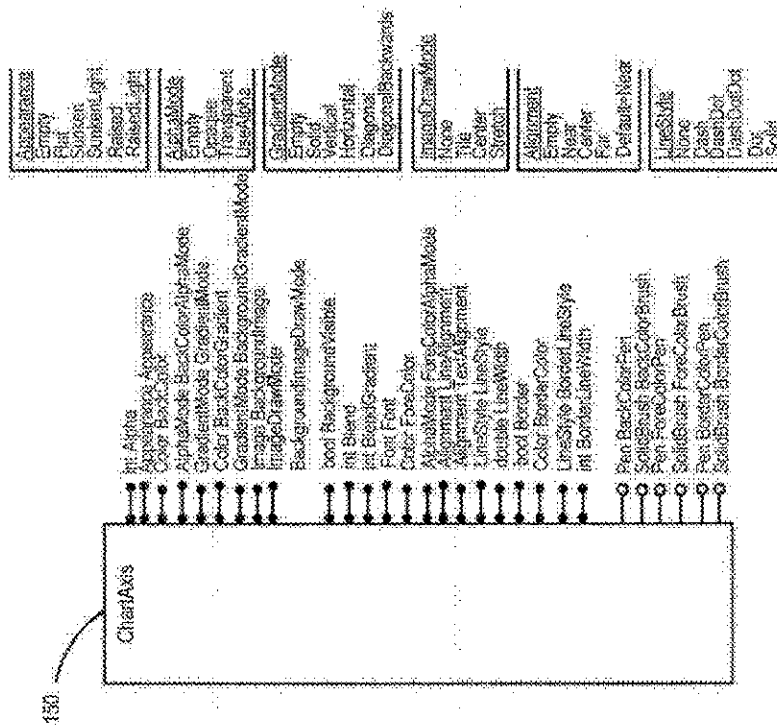 150
ChartAxis
int Alpha
Appearance Appearance
Color BackColor
AlphaMode BackColorAlphaMode
GradientMode GradientMode
Color BackColorGradient
GradientMode BackgroundGradientMode
Image BackgroundImage
ImageDrawMode
BackgroundImageDrawMode
bool BackgroundVisible
int Blend
int BlendGradient
Font Font
Color ForeColor
AlphaMode ForeColorAlphaMode
Alignment LineAlignment
Alignment TextAlignment
LineStyle LineStyle
double LineWidth
bool Border
Color BorderColor
LineStyle BorderLineStyle
int BorderLineWidth
Pen BackColorPen
SolidBrush BackColorBrush
Pen ForeColorPen
SolidBrush ForeColorBrush
Pen BorderColorPen
SolidBrush BorderColorBrush
Appearance
Empty
Flat
Sunken
SunkenLight
Raised
RaisedLight
AlphaMode
Empty
Opaque
Transparent
UseAlpha
GradientMode
Empty
Solid
Vertical
Horizontal
Diagonal
DiagonalBackwards
ImageDrawMode
None
Tile
Center
Stretch
Alignment
Empty
Near
Center
Far
Default=Near
LineStyle
None
Dash
DashDot
DashDotDot
Dot
Solid